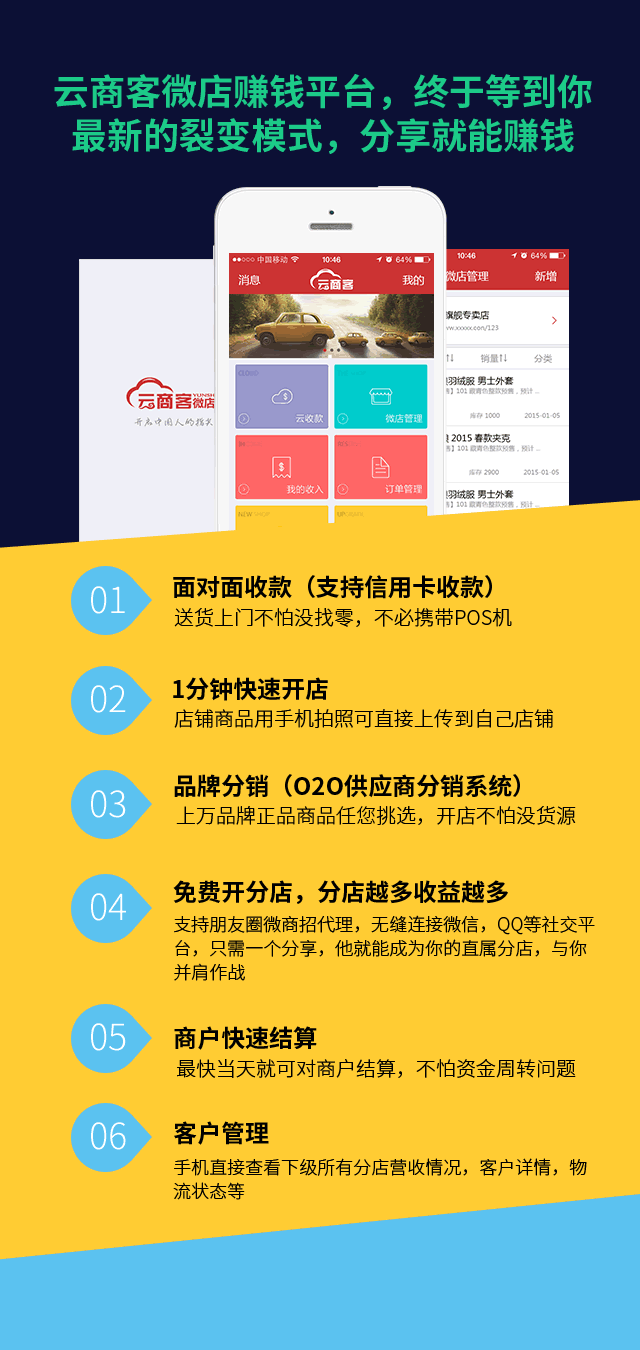 云商客微店赚钱平台，终于等到你
最新的裂变模式，分享就能赚钱
中国移动
10:46
64%
消息
云商客
我的
云收款
微店管理
我的收入
订单管理
NEW SHOP
云商客
微店
10:46
64%
微店管理
新增
旗舰专卖店
销量
分类
羽绒服 男士外套
库存 1000
2015-01-05
2015 春款夹克
库存 2900
2015-01-05
羽绒服 男士外套
01
面对面收款（支持信用卡收款）
送货上门不怕没找零，不必携带POS机
02
1分钟快速开店
店铺商品用手机拍照可直接上传到自己店铺
03
品牌分销（O2O供应商分销系统）
上万品牌正品商品任您挑选，开店不怕没货源
04
免费开分店，分店越多收益越多
支持朋友圈微商招代理，无缝连接微信，QQ等社交平
台，只需一个分享，他就能成为你的直属分店，与你
并肩作战
05
商户快速结算
最快当天就可对商户结算，不怕资金周转问题
06
客户管理
手机直接查看下级所有分店营收情况，客户详情，物
流状态等